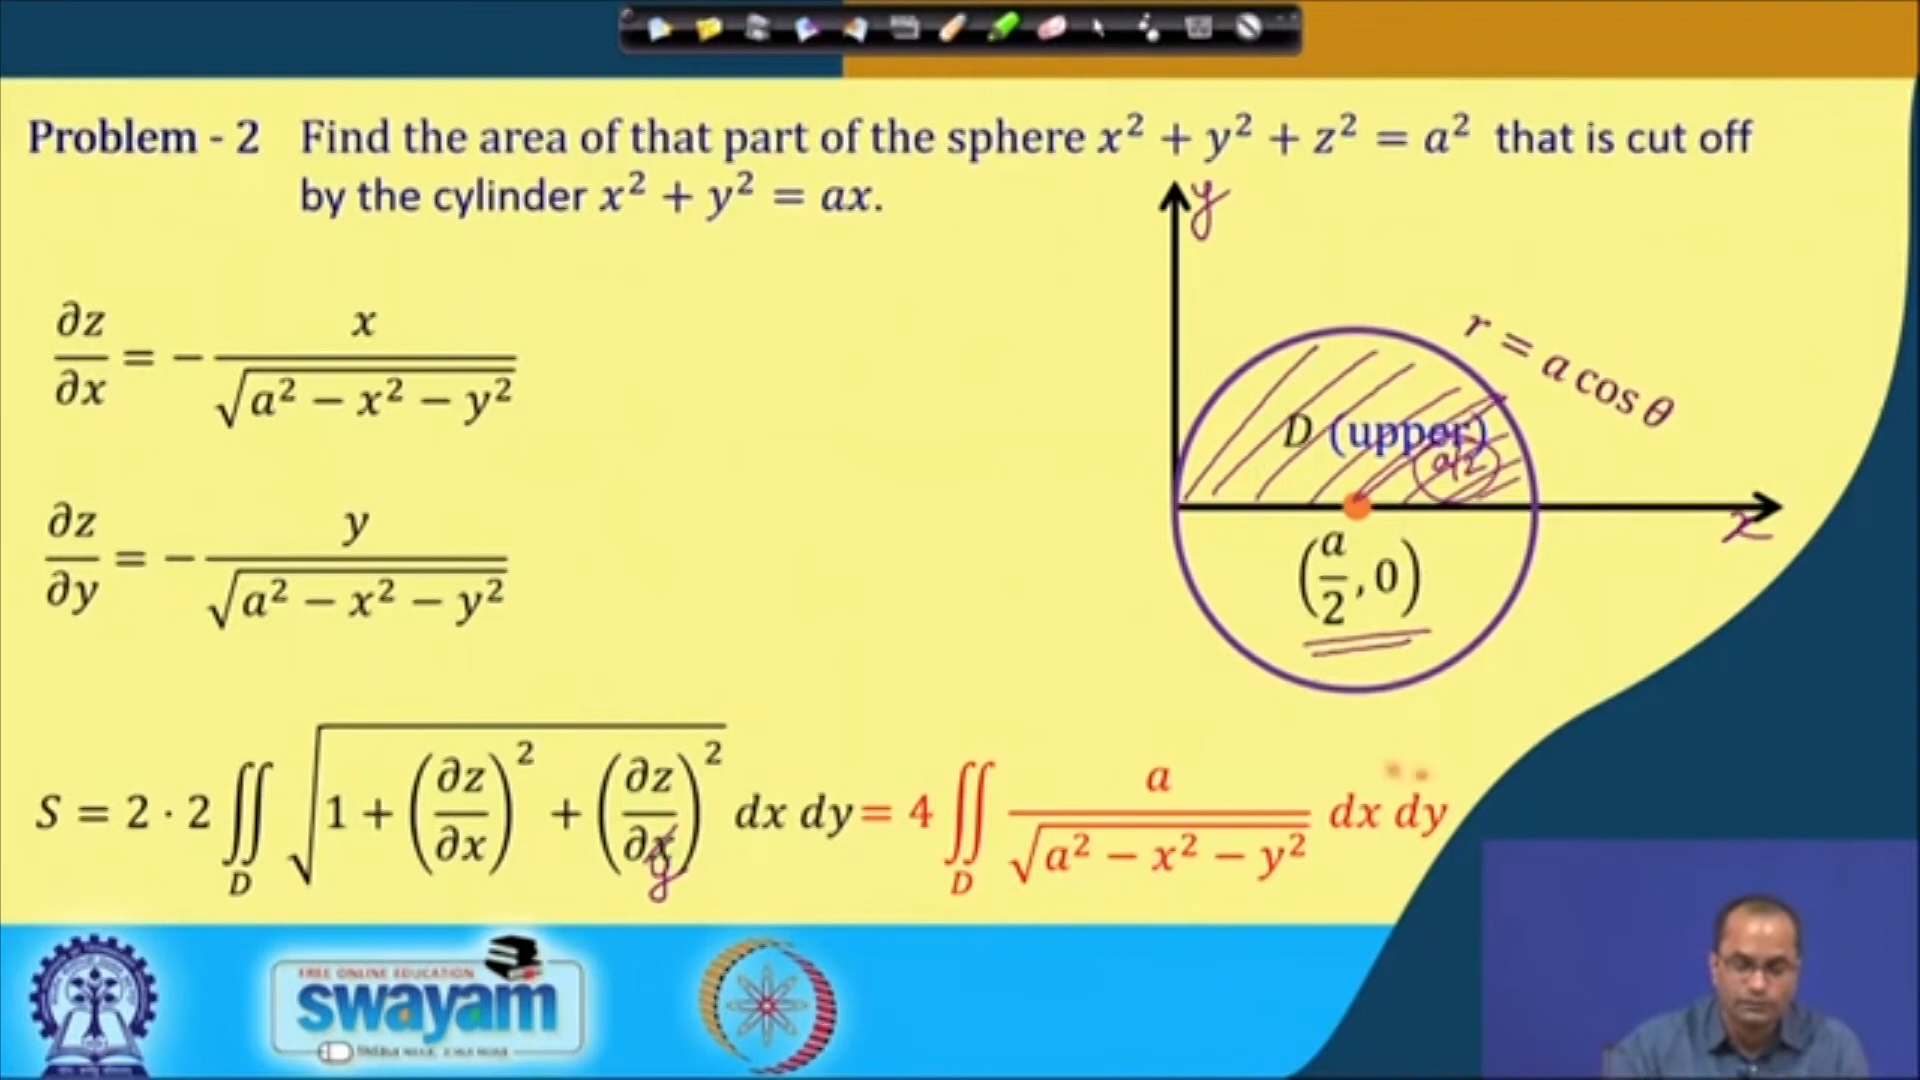 Problem - 2 Find the area of that part of the sphere x² + y² + z² = a² that is cut off
by the cylinder x² + y² = ax.
y
∂z/∂x = − x/√(a² − x² − y²)
r = a cos θ
D (upper)
a/2
x
(a/2, 0)
∂z/∂y = − y/√(a² − x² − y²)
S = 2 · 2 ∬_D √(1 + (∂z/∂x)² + (∂z/∂x)²) dx dy = 4 ∬_D a/√(a² − x² − y²) dx dy
y
FREE ONLINE EDUCATION
swayam